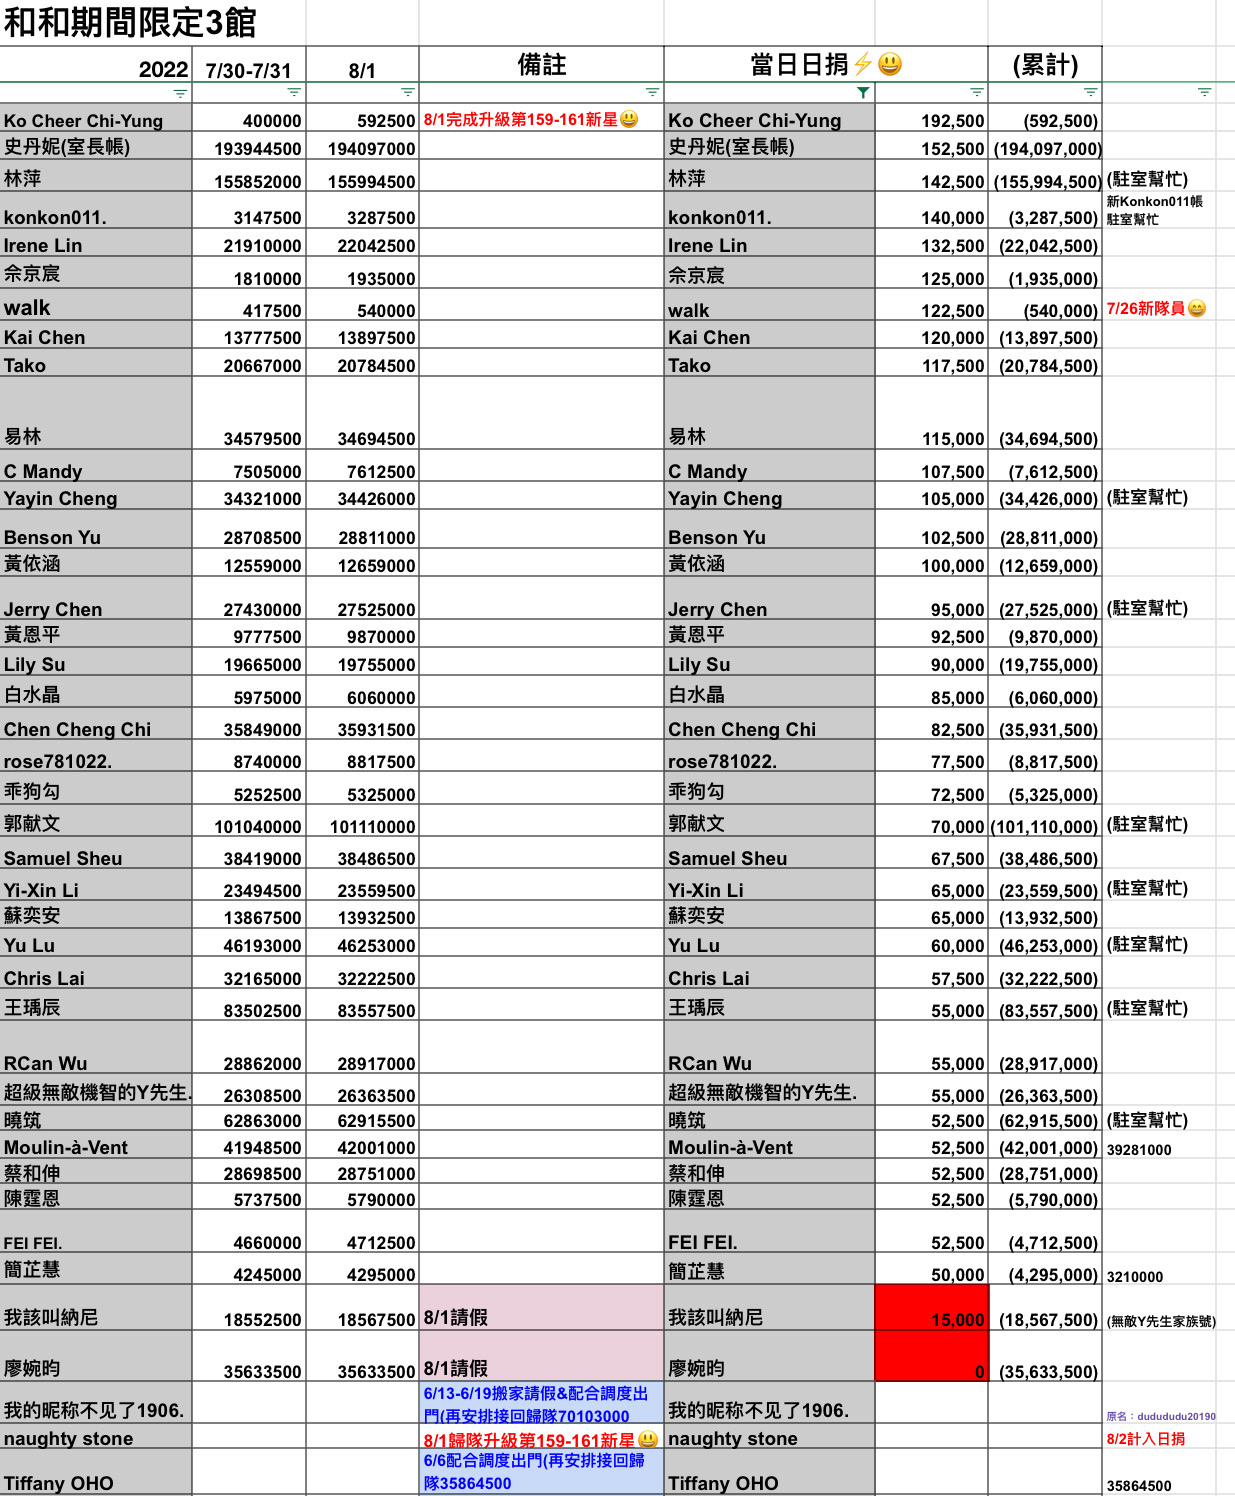 和和期間限定3館
2022 7/30-7/31 8/1 備註 當日日捐⚡😃 (累計)
Ko Cheer Chi-Yung 400000 592500 8/1完成升級第159-161新星😃 Ko Cheer Chi-Yung 192,500 (592,500)
史丹妮(室長帳) 193944500 194097000 史丹妮(室長帳) 152,500 (194,097,000)
林萍 155852000 155994500 林萍 142,500 (155,994,500) (駐室幫忙)
konkon011. 3147500 3287500 konkon011. 140,000 (3,287,500) 新Konkon011帳
駐室幫忙
Irene Lin 21910000 22042500 Irene Lin 132,500 (22,042,500)
佘京宸 1810000 1935000 佘京宸 125,000 (1,935,000)
walk 417500 540000 walk 122,500 (540,000) 7/26新隊員😄
Kai Chen 13777500 13897500 Kai Chen 120,000 (13,897,500)
Tako 20667000 20784500 Tako 117,500 (20,784,500)
易林 34579500 34694500 易林 115,000 (34,694,500)
C Mandy 7505000 7612500 C Mandy 107,500 (7,612,500)
Yayin Cheng 34321000 34426000 Yayin Cheng 105,000 (34,426,000) (駐室幫忙)
Benson Yu 28708500 28811000 Benson Yu 102,500 (28,811,000)
黃依涵 12559000 12659000 黃依涵 100,000 (12,659,000)
Jerry Chen 27430000 27525000 Jerry Chen 95,000 (27,525,000) (駐室幫忙)
黃恩平 9777500 9870000 黃恩平 92,500 (9,870,000)
Lily Su 19665000 19755000 Lily Su 90,000 (19,755,000)
白水晶 5975000 6060000 白水晶 85,000 (6,060,000)
Chen Cheng Chi 35849000 35931500 Chen Cheng Chi 82,500 (35,931,500)
rose781022. 8740000 8817500 rose781022. 77,500 (8,817,500)
乖狗勾 5252500 5325000 乖狗勾 72,500 (5,325,000)
郭献文 101040000 101110000 郭献文 70,000 (101,110,000) (駐室幫忙)
Samuel Sheu 38419000 38486500 Samuel Sheu 67,500 (38,486,500)
Yi-Xin Li 23494500 23559500 Yi-Xin Li 65,000 (23,559,500) (駐室幫忙)
蘇奕安 13867500 13932500 蘇奕安 65,000 (13,932,500)
Yu Lu 46193000 46253000 Yu Lu 60,000 (46,253,000) (駐室幫忙)
Chris Lai 32165000 32222500 Chris Lai 57,500 (32,222,500)
王瑀辰 83502500 83557500 王瑀辰 55,000 (83,557,500) (駐室幫忙)
RCan Wu 28862000 28917000 RCan Wu 55,000 (28,917,000)
超級無敵機智的Y先生. 26308500 26363500 超級無敵機智的Y先生. 55,000 (26,363,500)
曉筑 62863000 62915500 曉筑 52,500 (62,915,500) (駐室幫忙)
Moulin-à-Vent 41948500 42001000 Moulin-à-Vent 52,500 (42,001,000) 39281000
蔡和伸 28698500 28751000 蔡和伸 52,500 (28,751,000)
陳霆恩 5737500 5790000 陳霆恩 52,500 (5,790,000)
FEI FEI. 4660000 4712500 FEI FEI. 52,500 (4,712,500)
簡芷慧 4245000 4295000 簡芷慧 50,000 (4,295,000) 3210000
我該叫納尼 18552500 18567500 8/1請假 我該叫納尼 15,000 (18,567,500) (無敵Y先生家族號)
廖婉昀 35633500 35633500 8/1請假 廖婉昀 0 (35,633,500)
6/13-6/19搬家請假&配合調度出
我的昵称不见了1906. 門(再安排接回歸隊70103000 我的昵称不见了1906. 原名：dudududu20190
naughty stone 8/1歸隊升級第159-161新星😃 naughty stone 8/2計入日捐
6/6配合調度出門(再安排接回歸
Tiffany OHO 隊35864500 Tiffany OHO 35864500